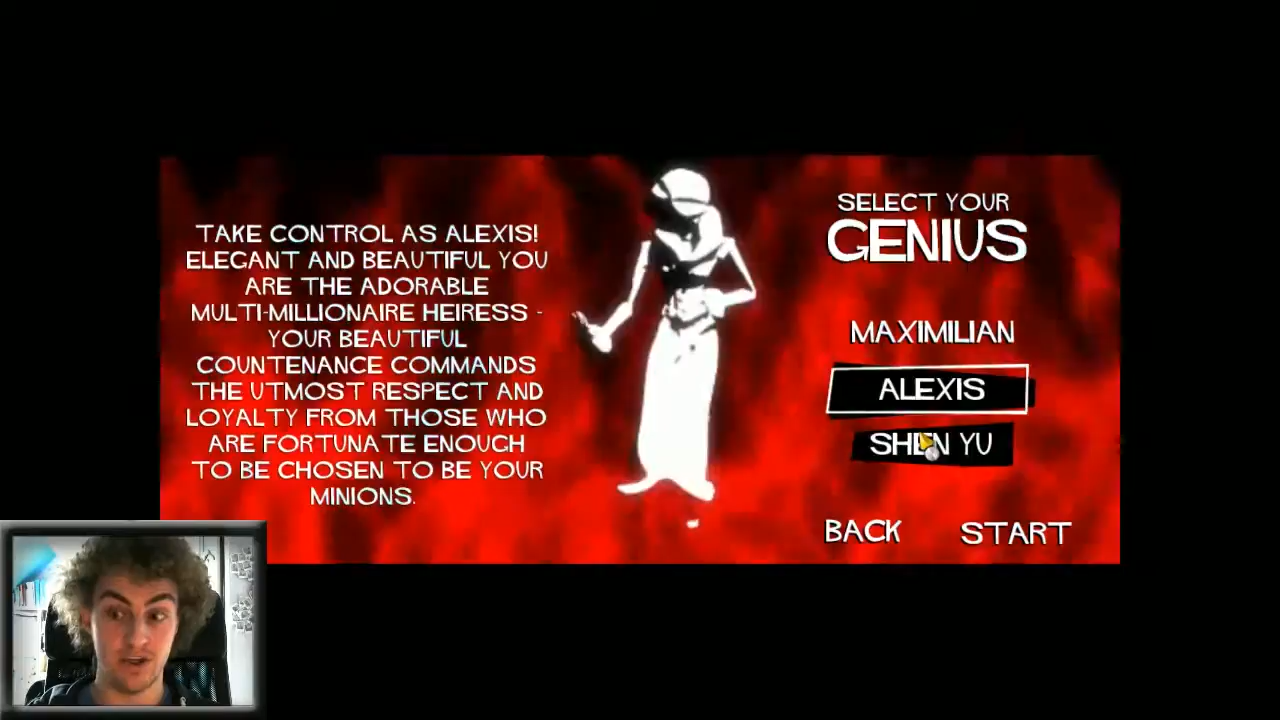 TAKE CONTROL AS ALEXIS!
ELEGANT AND BEAUTIFUL YOU
ARE THE ADORABLE
MULTI-MILLIONAIRE HEIRESS -
YOUR BEAUTIFUL
COUNTENANCE COMMANDS
THE UTMOST RESPECT AND
LOYALTY FROM THOSE WHO
ARE FORTUNATE ENOUGH
TO BE CHOSEN TO BE YOUR
MINIONS.
SELECT YOUR
GENIUS
MAXIMILIAN
ALEXIS
SHEN YU
BACK
START